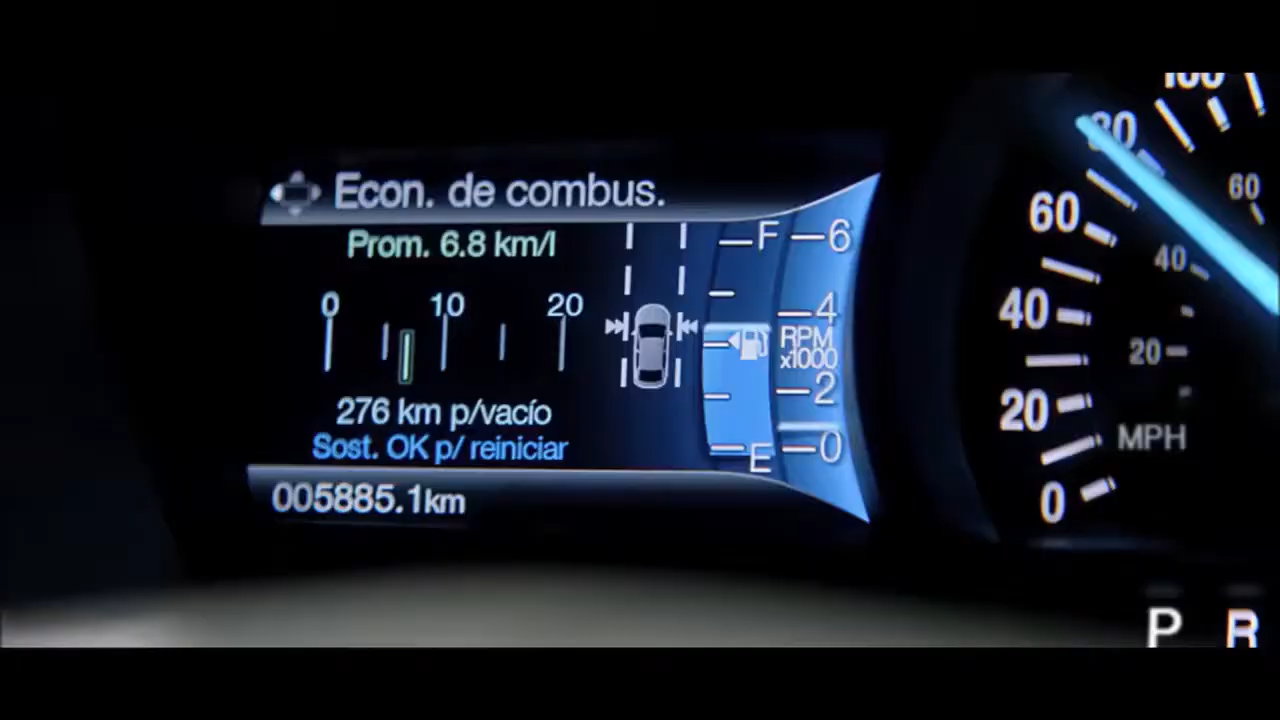 Econ. de combus.
Prom. 6.8 km/l
0 10 20
276 km p/vacío
Sost. OK p/ reiniciar
005885.1km
F
E
6
4
RPM
x1000
2
0
100
80
60
40
20
0
60
40
20
MPH
P R